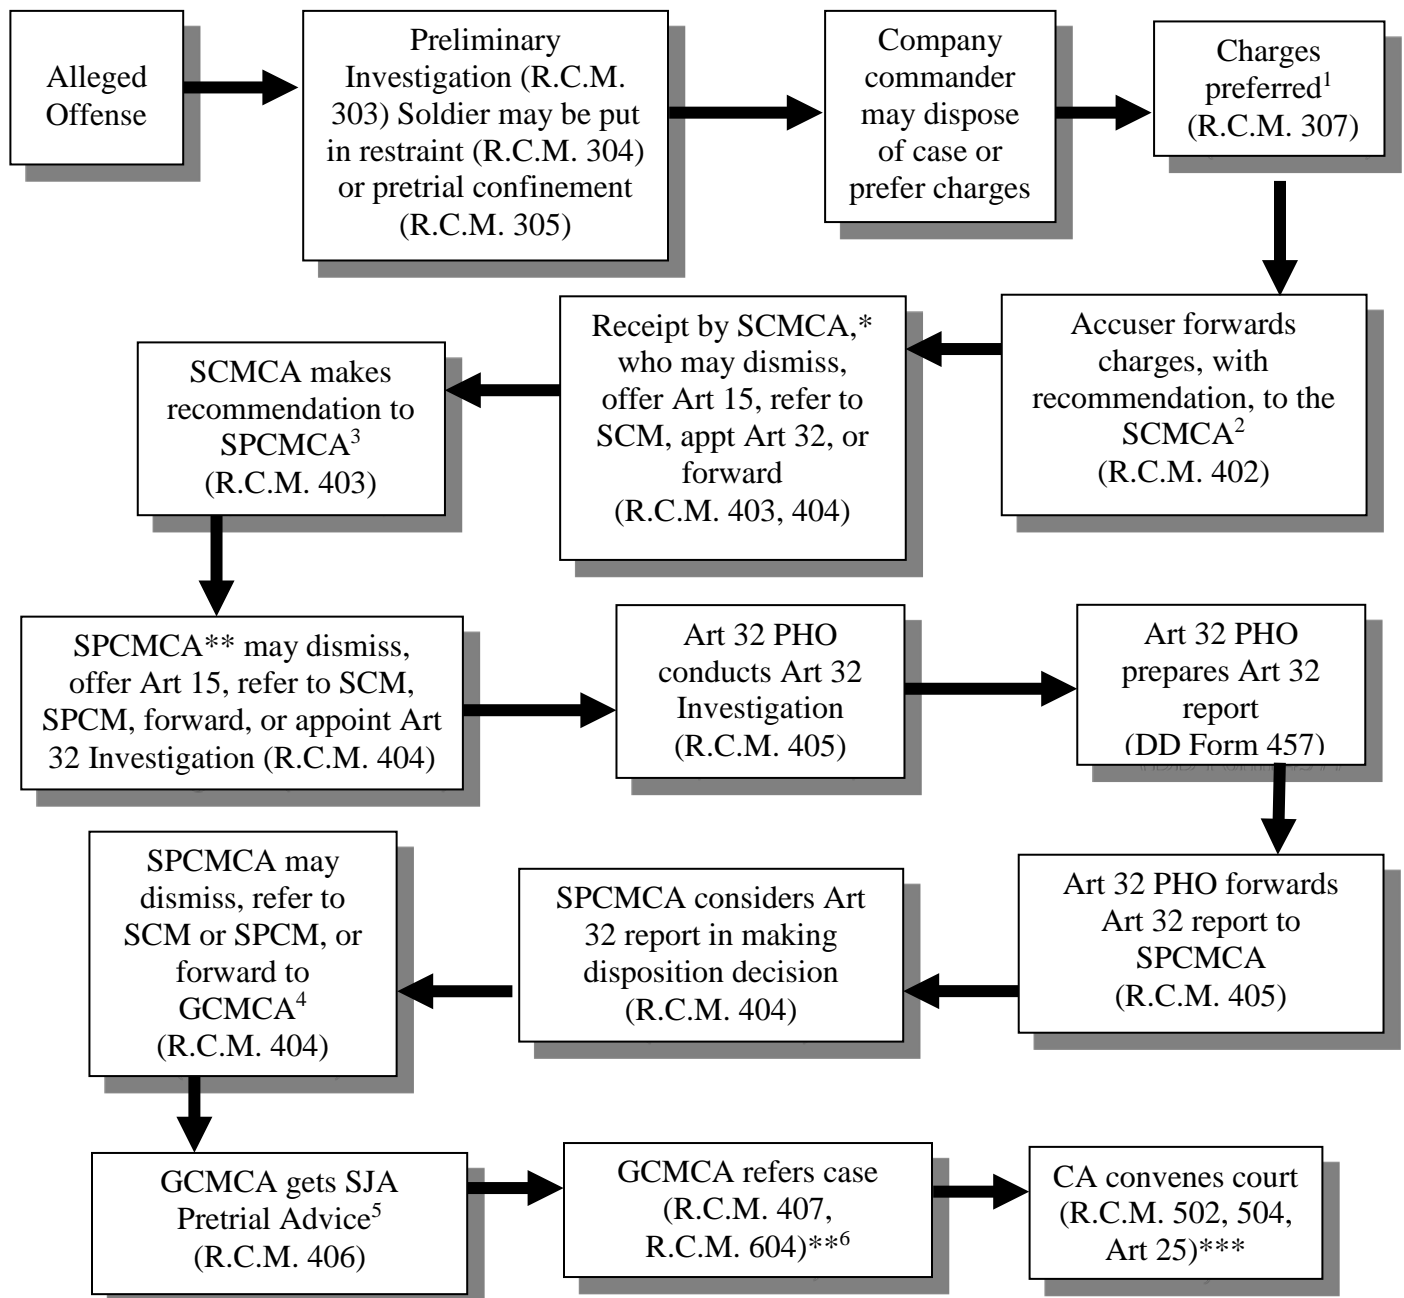 Alleged
Offense
Preliminary
Investigation (R.C.M.
303) Soldier may be put
in restraint (R.C.M. 304)
or pretrial confinement
(R.C.M. 305)
Company
commander
may dispose
of case or
prefer charges
Charges
preferred¹
(R.C.M. 307)
Accuser forwards
charges, with
recommendation, to the
SCMCA²
(R.C.M. 402)
Receipt by SCMCA,*
who may dismiss,
offer Art 15, refer to
SCM, appt Art 32, or
forward
(R.C.M. 403, 404)
SCMCA makes
recommendation to
SPCMCA³
(R.C.M. 403)
SPCMCA** may dismiss,
offer Art 15, refer to SCM,
SPCM, forward, or appoint Art
32 Investigation (R.C.M. 404)
Art 32 PHO
conducts Art 32
Investigation
(R.C.M. 405)
Art 32 PHO
prepares Art 32
report
(DD Form 457)
Art 32 PHO forwards
Art 32 report to
SPCMCA
(R.C.M. 405)
SPCMCA considers Art
32 report in making
disposition decision
(R.C.M. 404)
SPCMCA may
dismiss, refer to
SCM or SPCM, or
forward to
GCMCA⁴
(R.C.M. 404)
GCMCA gets SJA
Pretrial Advice⁵
(R.C.M. 406)
GCMCA refers case
(R.C.M. 407,
R.C.M. 604)**⁶
CA convenes court
(R.C.M. 502, 504,
Art 25)***